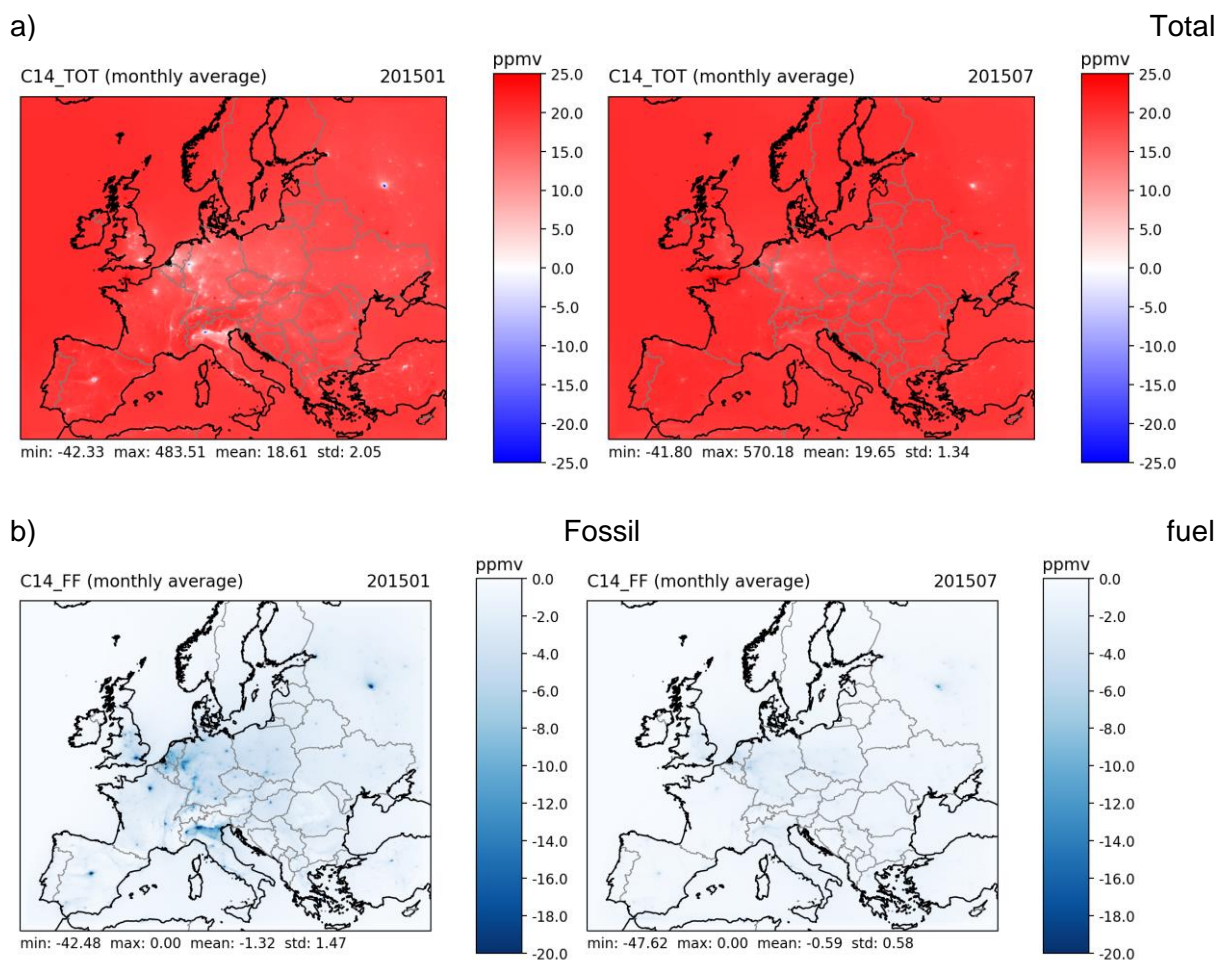 a) Total
ppmv ppmv
C14_TOT (monthly average) 201501 C14_TOT (monthly average) 201507
25.0 25.0
20.0 20.0
15.0 15.0
10.0 10.0
5.0 5.0
0.0 0.0
-5.0 -5.0
-10.0 -10.0
-15.0 -15.0
-20.0 -20.0
-25.0 -25.0
min: -42.33 max: 483.51 mean: 18.61 std: 2.05 min: -41.80 max: 570.18 mean: 19.65 std: 1.34
b) Fossil fuel
ppmv ppmv
C14_FF (monthly average) 201501 C14_FF (monthly average) 201507
0.0 0.0
-2.0 -2.0
-4.0 -4.0
-6.0 -6.0
-8.0 -8.0
-10.0 -10.0
-12.0 -12.0
-14.0 -14.0
-16.0 -16.0
-18.0 -18.0
-20.0 -20.0
min: -42.48 max: 0.00 mean: -1.32 std: 1.47 min: -47.62 max: 0.00 mean: -0.59 std: 0.58